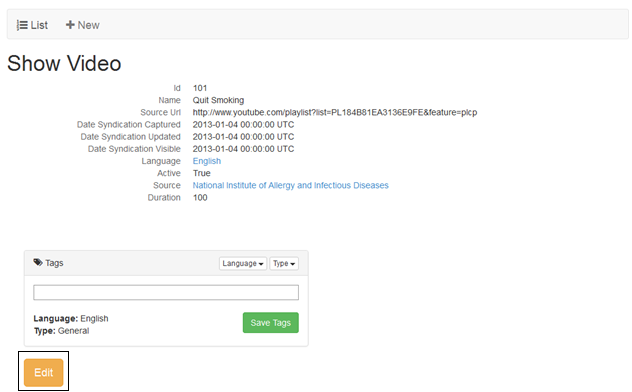 List New
Show Video
Id 101
Name Quit Smoking
Source Url http://www.youtube.com/playlist?list=PL184B81EA3136E9FE&feature=plcp
Date Syndication Captured 2013-01-04 00:00:00 UTC
Date Syndication Updated 2013-01-04 00:00:00 UTC
Date Syndication Visible 2013-01-04 00:00:00 UTC
Language English
Active True
Source National Institute of Allergy and Infectious Diseases
Duration 100
Tags Language Type
Language: English
Type: General
Save Tags
Edit